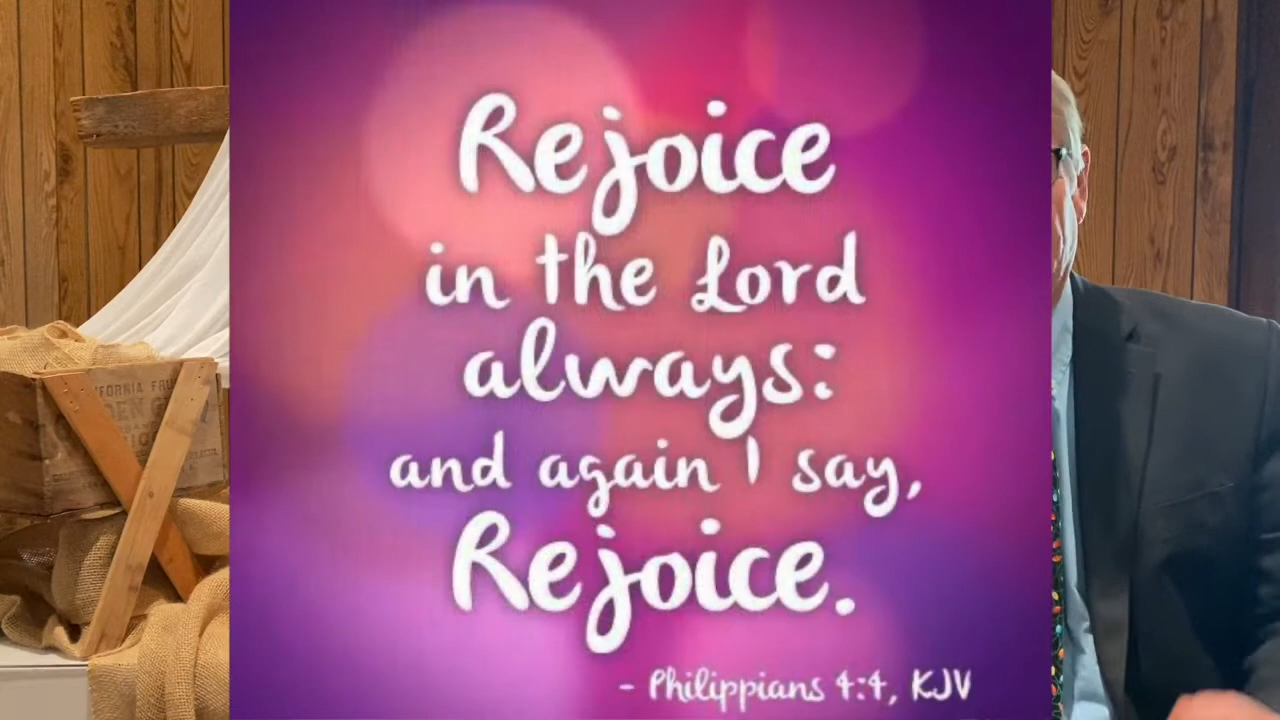 Rejoice
in the Lord
always:
and again I say,
Rejoice.
- Philippians 4:4, KJV